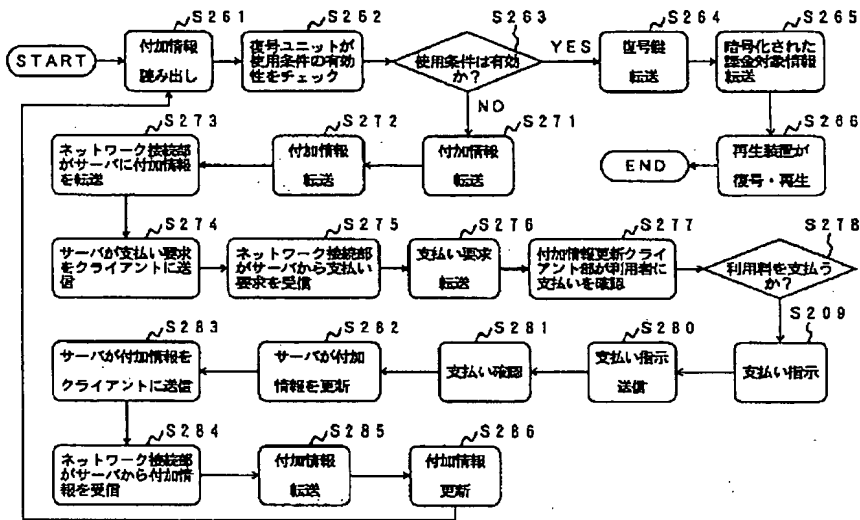 START
S261
付加情報
読み出し
S262
復号ユニットが
使用条件の有効
性をチェック
S263
使用条件は有効
か?
YES
NO
S264
復号鍵
転送
S265
暗号化された
課金対象情報
転送
S266
再生装置が
復号・再生
END
S271
付加情報
転送
S272
付加情報
転送
S273
ネットワーク接続部
がサーバに付加情報
を転送
S274
サーバが支払い要求
をクライアントに送
信
S275
ネットワーク接続部
がサーバから支払い
要求を受信
S276
支払い要求
転送
S277
付加情報更新クライ
アント部が利用者に
支払いを確認
S278
利用料を支払う
か?
S209
支払い指示
S280
支払い指示
送信
S281
支払い確認
S282
サーバが付加
情報を更新
S283
サーバが付加情報を
クライアントに送信
S284
ネットワーク接続部
がサーバから付加情
報を受信
S285
付加情報
転送
S286
付加情報
更新